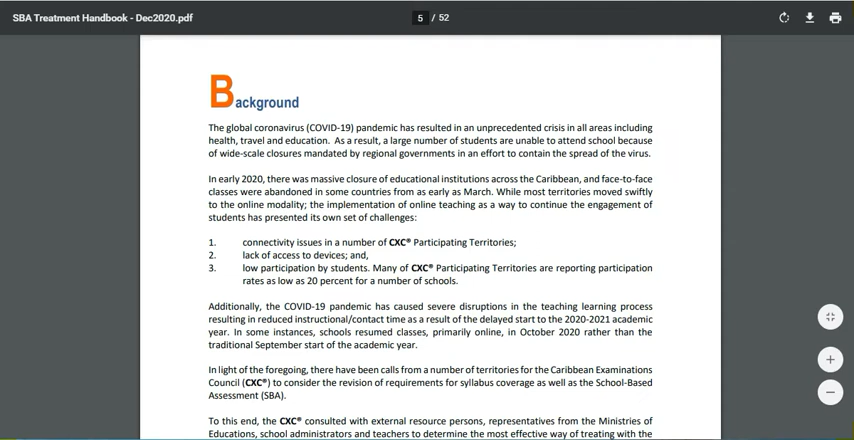 SBA Treatment Handbook - Dec2020.pdf
5 / 52
Background
The global coronavirus (COVID-19) pandemic has resulted in an unprecedented crisis in all areas including
health, travel and education. As a result, a large number of students are unable to attend school because
of wide-scale closures mandated by regional governments in an effort to contain the spread of the virus.
In early 2020, there was massive closure of educational institutions across the Caribbean, and face-to-face
classes were abandoned in some countries from as early as March. While most territories moved swiftly
to the online modality; the implementation of online teaching as a way to continue the engagement of
students has presented its own set of challenges:
1. connectivity issues in a number of CXC® Participating Territories;
2. lack of access to devices; and,
3. low participation by students. Many of CXC® Participating Territories are reporting participation
rates as low as 20 percent for a number of schools.
Additionally, the COVID-19 pandemic has caused severe disruptions in the teaching learning process
resulting in reduced instructional/contact time as a result of the delayed start to the 2020-2021 academic
year. In some instances, schools resumed classes, primarily online, in October 2020 rather than the
traditional September start of the academic year.
In light of the foregoing, there have been calls from a number of territories for the Caribbean Examinations
Council (CXC®) to consider the revision of requirements for syllabus coverage as well as the School-Based
Assessment (SBA).
To this end, the CXC® consulted with external resource persons, representatives from the Ministries of
Educations, school administrators and teachers to determine the most effective way of treating with the